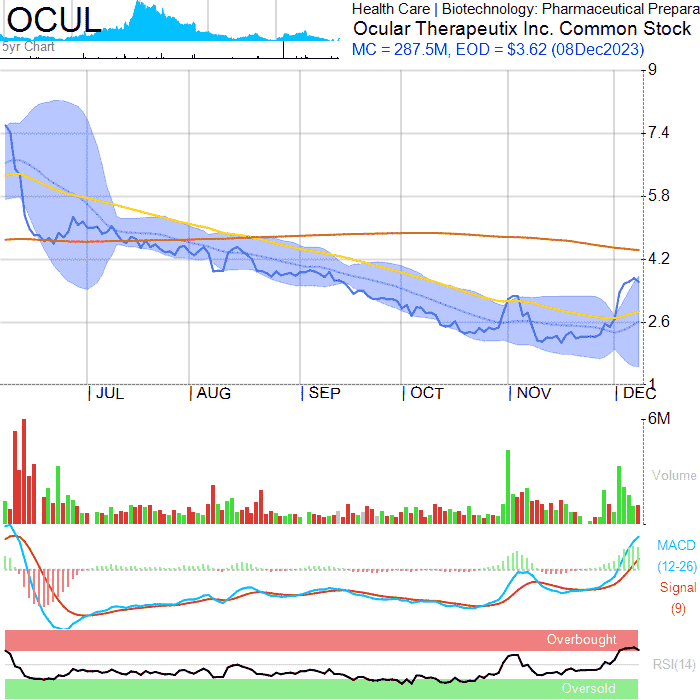 OCUL
5yr Chart
Health Care | Biotechnology: Pharmaceutical Prepara
Ocular Therapeutix Inc. Common Stock
MC = 287.5M, EOD = $3.62 (08Dec2023)
9
7.4
5.8
4.2
2.6
1
| JUL | AUG | SEP | OCT | NOV | DEC
6M
Volume
MACD
(12-26)
Signal
(9)
Overbought
RSI(14)
Oversold